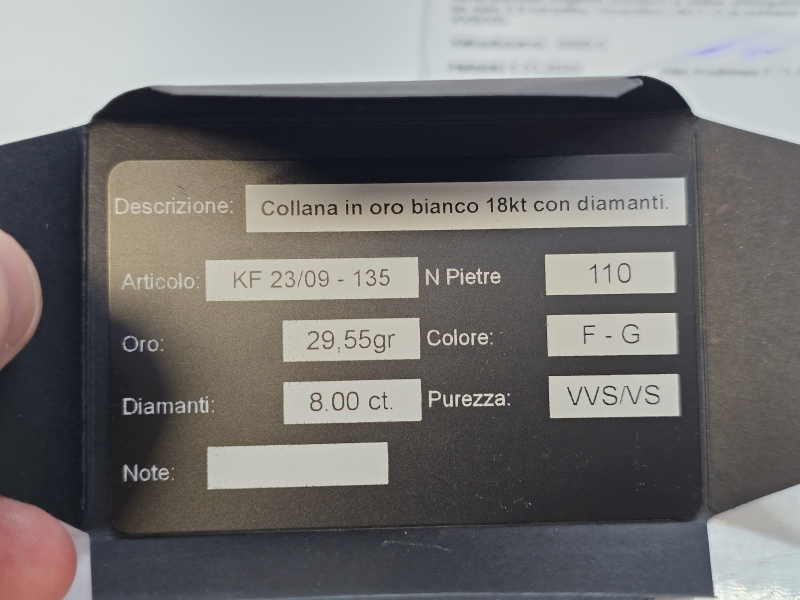 Descrizione: Collana in oro bianco 18kt con diamanti.
Articolo: KF 23/09 - 135 N Pietre 110
Oro: 29,55gr Colore: F - G
Diamanti: 8.00 ct. Purezza: VVS/VS
Note: